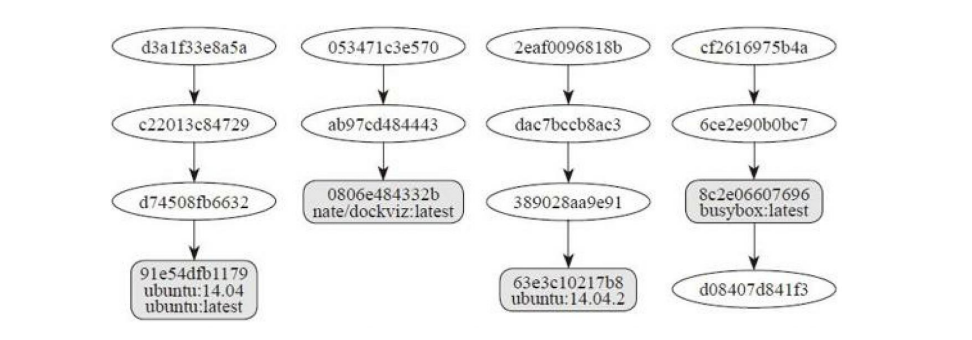 d3a1f33e8a5a
c22013c84729
d74508fb6632
91e54dfb1179
ubuntu:14.04
ubuntu:latest
053471c3e570
ab97cd484443
0806e484332b
nate/dockviz:latest
2eaf0096818b
dac7bccb8ac3
389028aa9e91
63e3c10217b8
ubuntu:14.04.2
cf2616975b4a
6ce2e90b0bc7
8c2e06607696
busybox:latest
d08407d841f3